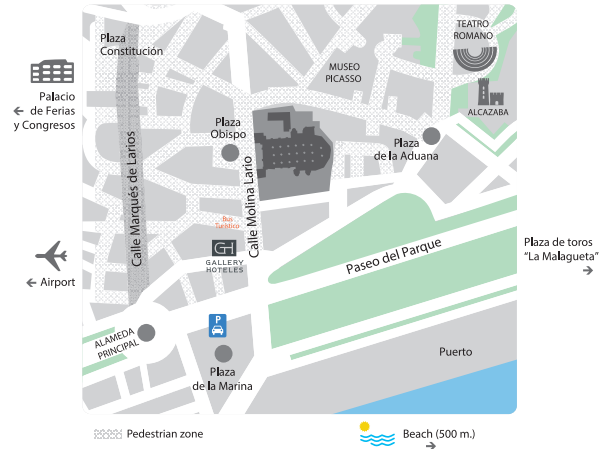 Plaza
Constitución
TEATRO
ROMANO
MUSEO
PICASSO
ALCAZABA
Palacio
← de Ferias
y Congresos
Plaza
Obispo
Plaza
de la Aduana
Calle Marqués de Larios
Calle Molina Lario
Bus
Turístico
GH
GALLERY
HOTELES
Paseo del Parque
Plaza de toros
“La Malagueta”
→
← Airport
P
ALAMEDA
PRINCIPAL
Plaza
de la Marina
Puerto
Pedestrian zone
Beach (500 m.)
→